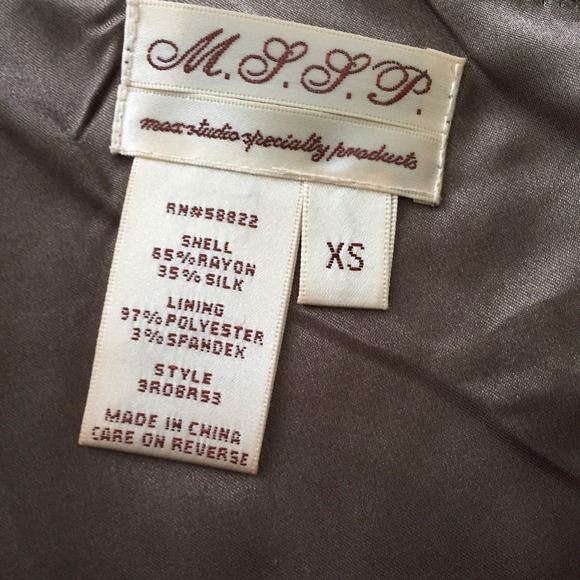 M.S.S.P.
max studio specialty products
RN#58822
SHELL
65%RAYON
35%SILK
LINING
97%POLYESTER
3%SPANDEX
STYLE
3R08R53
MADE IN CHINA
CARE ON REVERSE
XS